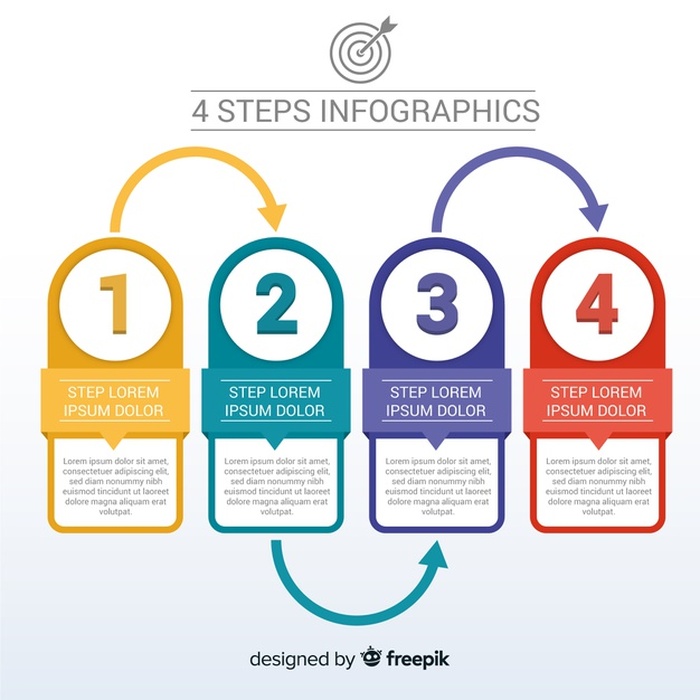 4 STEPS INFOGRAPHICS
1
STEP LOREM
IPSUM DOLOR
Lorem ipsum dolor sit amet,
consectetuer adipiscing elit,
sed diam nonummy nibh
euismod tincidunt ut laoreet
dolore magna aliquam erat
volutpat.
2
STEP LOREM
IPSUM DOLOR
Lorem ipsum dolor sit amet,
consectetuer adipiscing elit,
sed diam nonummy nibh
euismod tincidunt ut laoreet
dolore magna aliquam erat
volutpat.
3
STEP LOREM
IPSUM DOLOR
Lorem ipsum dolor sit amet,
consectetuer adipiscing elit,
sed diam nonummy nibh
euismod tincidunt ut laoreet
dolore magna aliquam erat
volutpat.
4
STEP LOREM
IPSUM DOLOR
Lorem ipsum dolor sit amet,
consectetuer adipiscing elit,
sed diam nonummy nibh
euismod tincidunt ut laoreet
dolore magna aliquam erat
volutpat.
designed by freepik